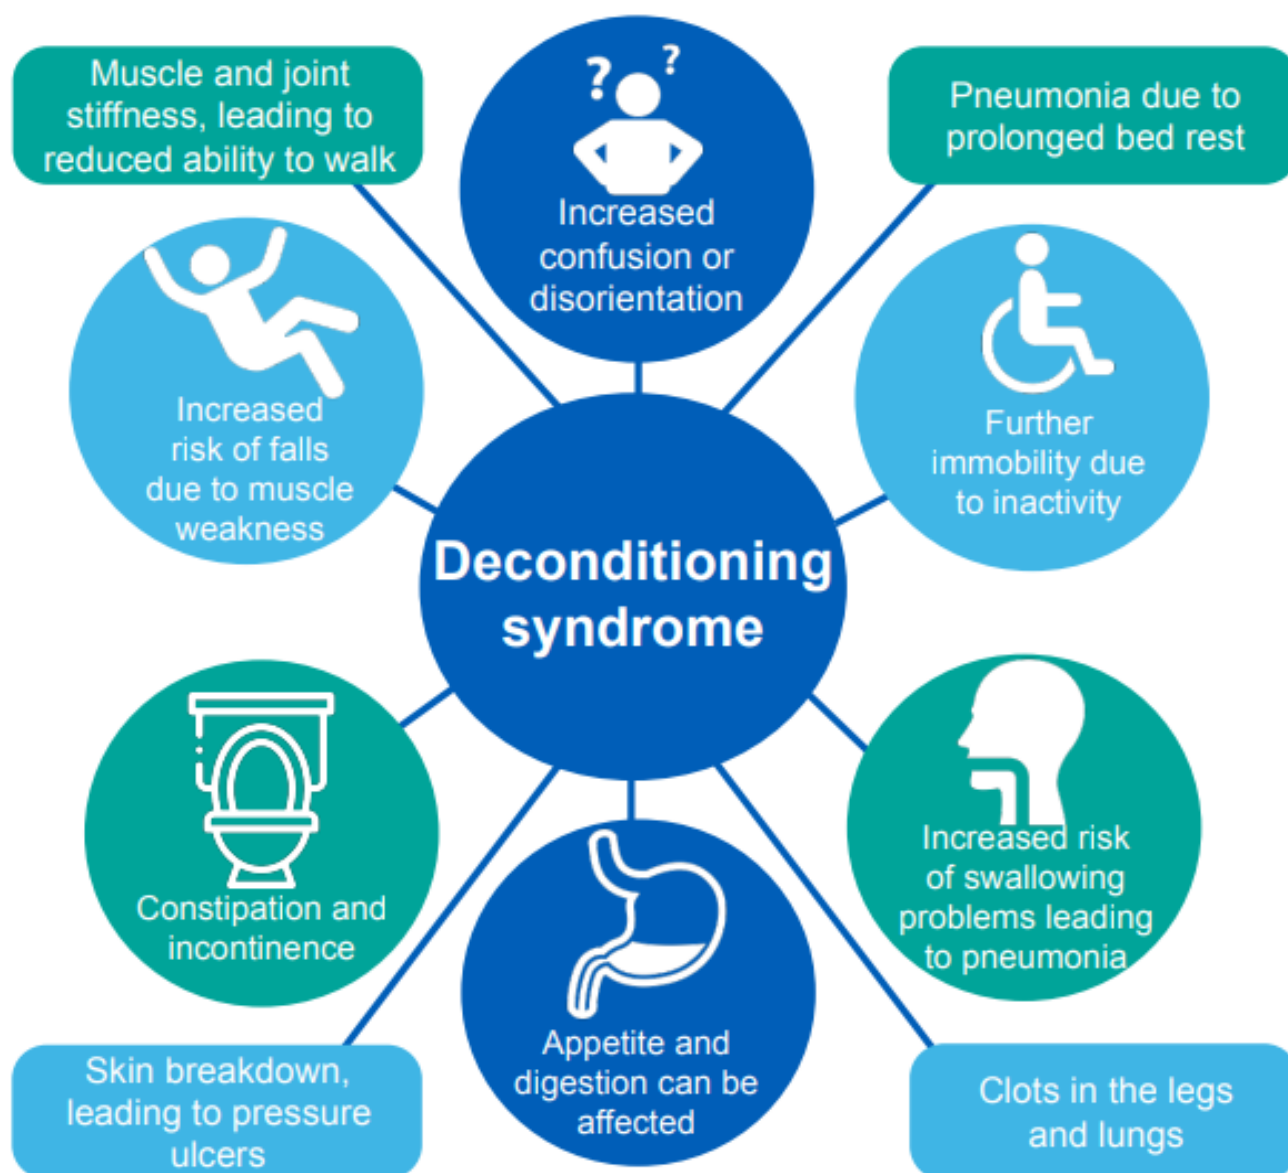 Muscle and joint
stiffness, leading to
reduced ability to walk
? ?
Increased
confusion or
disorientation
Pneumonia due to
prolonged bed rest
Increased
risk of falls
due to muscle
weakness
Further
immobility due
to inactivity
Deconditioning
syndrome
Constipation and
incontinence
Increased risk
of swallowing
problems leading
to pneumonia
Skin breakdown,
leading to pressure
ulcers
Appetite and
digestion can be
affected
Clots in the legs
and lungs